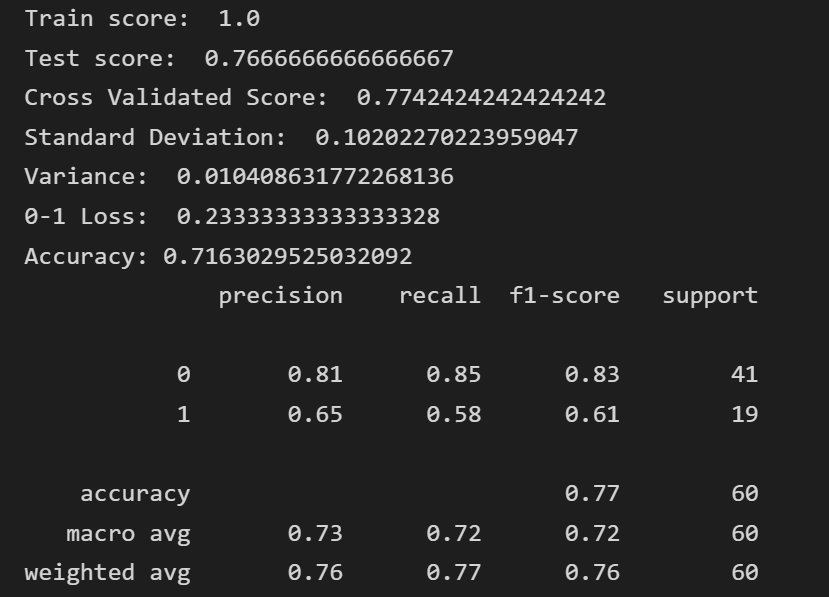 Train score:  1.0
Test score:  0.7666666666666667
Cross Validated Score:  0.7742424242424242
Standard Deviation:  0.10202270223959047
Variance:  0.010408631772268136
0-1 Loss:  0.23333333333333328
Accuracy: 0.7163029525032092
              precision    recall  f1-score   support
           0       0.81      0.85      0.83        41
           1       0.65      0.58      0.61        19
    accuracy                           0.77        60
   macro avg       0.73      0.72      0.72        60
weighted avg       0.76      0.77      0.76        60